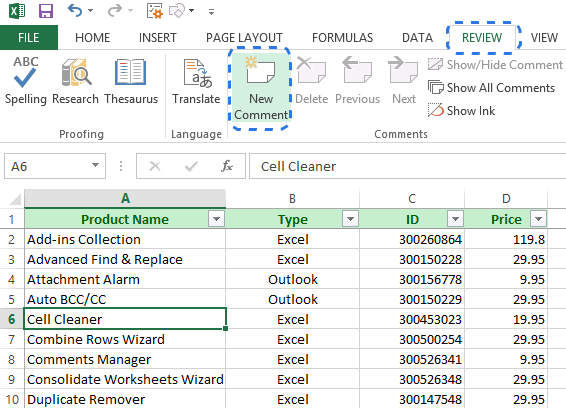 FILE HOME INSERT PAGE LAYOUT FORMULAS DATA REVIEW VIEW
ABC
Spelling Research Thesaurus
Proofing
Translate
Language
New
Comment
Delete Previous Next
Show/Hide Comment
Show All Comments
Show Ink
Comments
A6 fx Cell Cleaner
A B C D
1 Product Name Type ID Price
2 Add-ins Collection Excel 300260864 119.8
3 Advanced Find & Replace Excel 300150228 29.95
4 Attachment Alarm Outlook 300156778 9.95
5 Auto BCC/CC Outlook 300150229 29.95
6 Cell Cleaner Excel 300453023 19.95
7 Combine Rows Wizard Excel 300500254 29.95
8 Comments Manager Excel 300526341 9.95
9 Consolidate Worksheets Wizard Excel 300526348 29.95
10 Duplicate Remover Excel 300147548 29.95